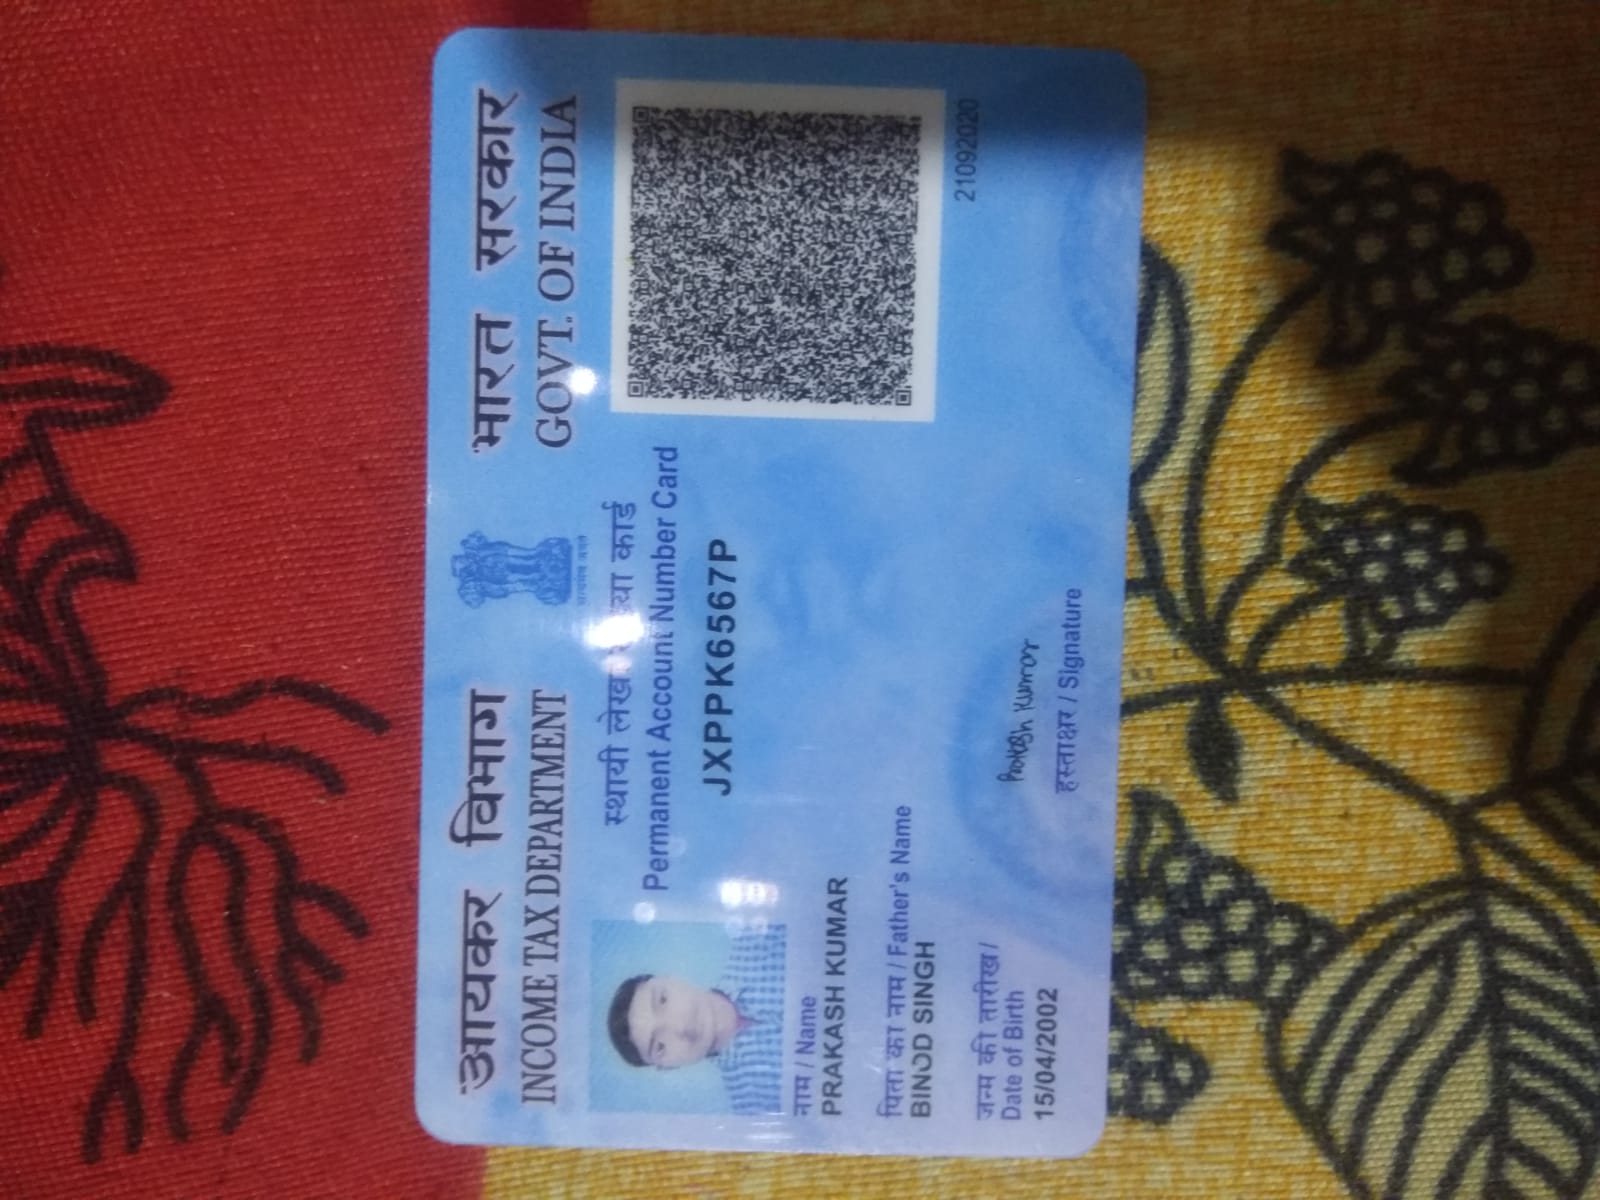 आयकर विभाग
INCOME TAX DEPARTMENT
भारत सरकार
GOVT. OF INDIA
सत्यमेव जयते
स्थायी कार्ड
Permanent Account Number Card
JXPPK6567P
नाम / Name
PRAKASH KUMAR
पिता का नाम / Father's Name
BINOD SINGH
जन्म की तारीख /
Date of Birth
15/04/2002
Prakash Kumar
हस्ताक्षर / Signature
21092020